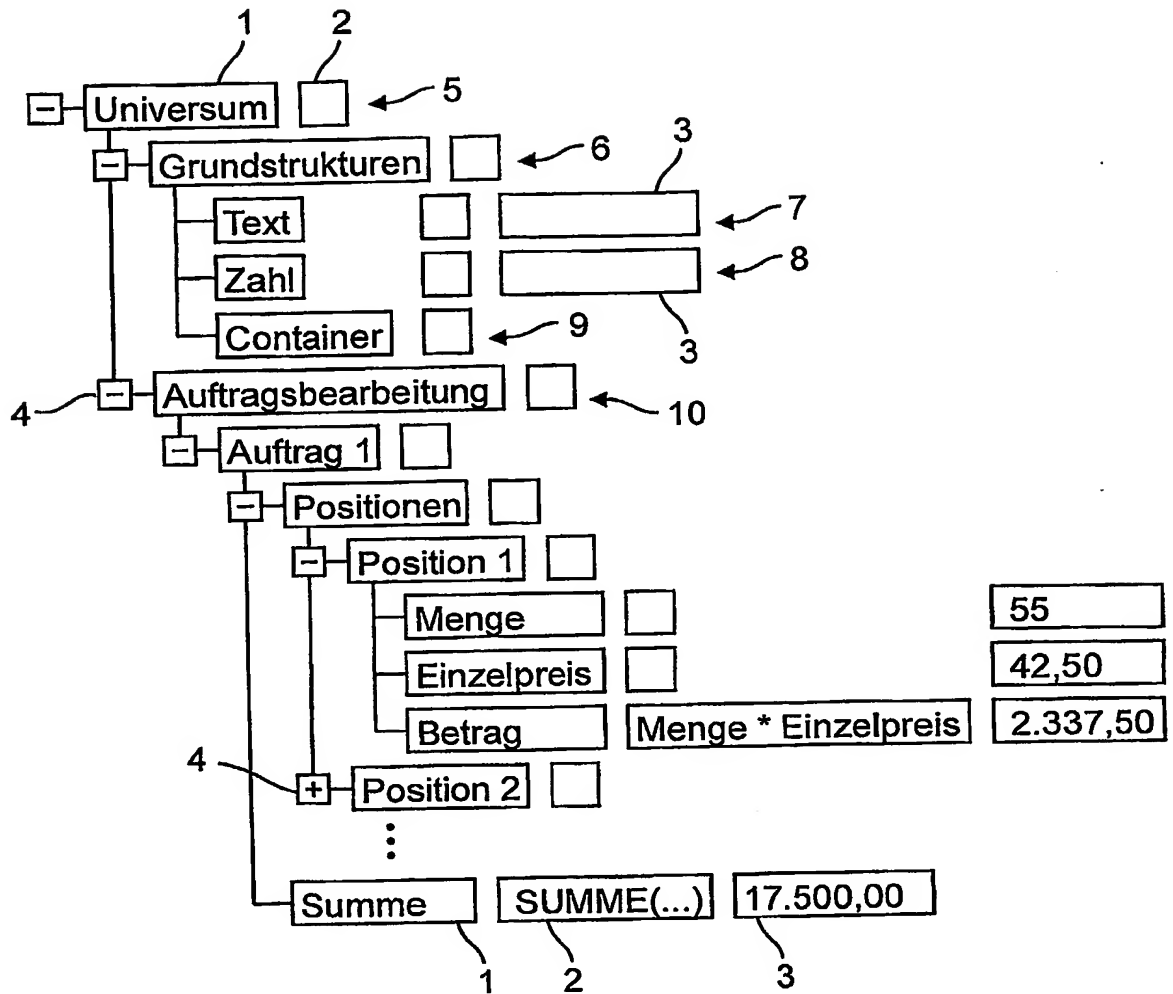 1 2
− Universum 5
− Grundstrukturen 6 3
Text 7
Zahl 8
Container 9 3
4 − Auftragsbearbeitung 10
− Auftrag 1
− Positionen
− Position 1
Menge 55
Einzelpreis 42,50
Betrag Menge * Einzelpreis 2.337,50
4 + Position 2
⋮
Summe SUMME(...) 17.500,00
1 2 3